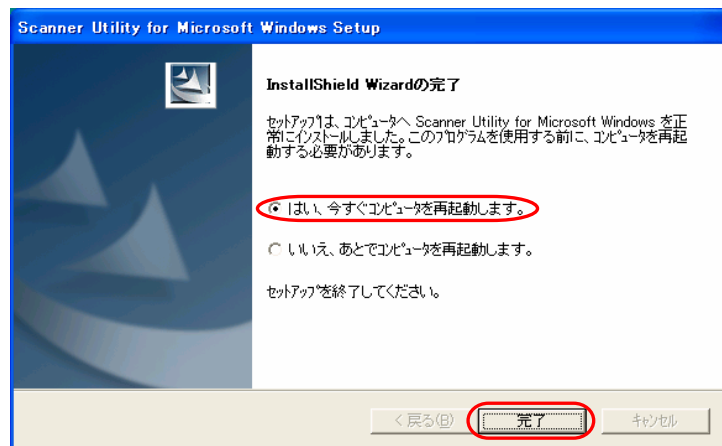 Scanner Utility for Microsoft Windows Setup
InstallShield Wizardの完了
ｾｯﾄｱｯﾌﾟは、ｺﾝﾋﾟｭｰﾀへ Scanner Utility for Microsoft Windows を正
常にｲﾝｽﾄｰﾙしました。このﾌﾟﾛｸﾞﾗﾑを使用する前に、ｺﾝﾋﾟｭｰﾀを再起
動する必要があります。
はい、今すぐｺﾝﾋﾟｭｰﾀを再起動します。
いいえ、あとでｺﾝﾋﾟｭｰﾀを再起動します。
ｾｯﾄｱｯﾌﾟを終了してください。
< 戻る(B)
完了
ｷｬﾝｾﾙ